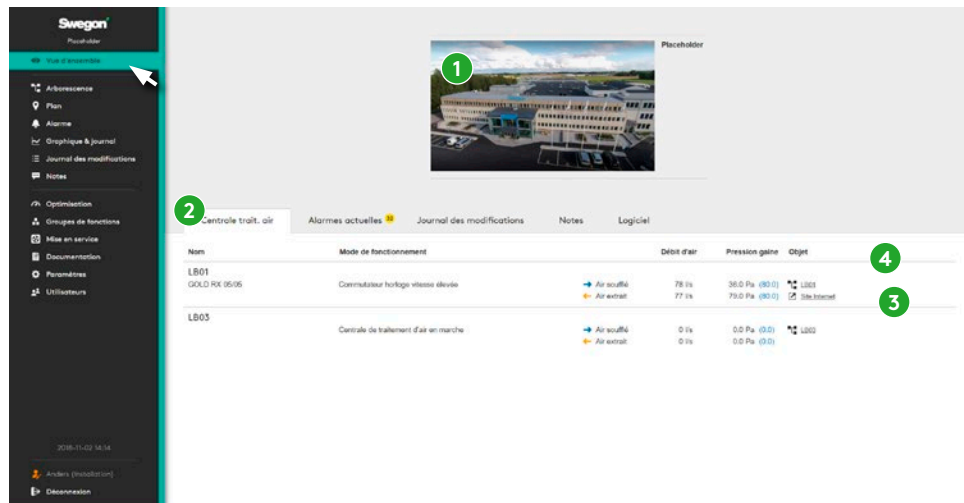 Swegon
Placeholder
Vue d'ensemble
Arborescence
Plan
Alarme
Graphique & journal
Journal des modifications
Notes
Optimisation
Groupes de fonctions
Mise en service
Documentation
Paramètres
Utilisateurs
2016-11-02 14:14
Anders (Installation)
Déconnexion
1
Placeholder
2
Centrale trait. air
Alarmes actuelles
Journal des modifications
Notes
Logiciel
Nom Mode de fonctionnement Débit d'air Pression gaine Objet
4
LB01
GOLD RX 05/05 Commutateur horloge vitesse élevée Air soufflé 78 l/s 36.0 Pa (80.0) LB01
Air extrait 77 l/s 79.0 Pa (80.0) Site Internet
3
LB03
Centrale de traitement d'air en marche Air soufflé 0 l/s 0.0 Pa (0.0) LB03
Air extrait 0 l/s 0.0 Pa (0.0)